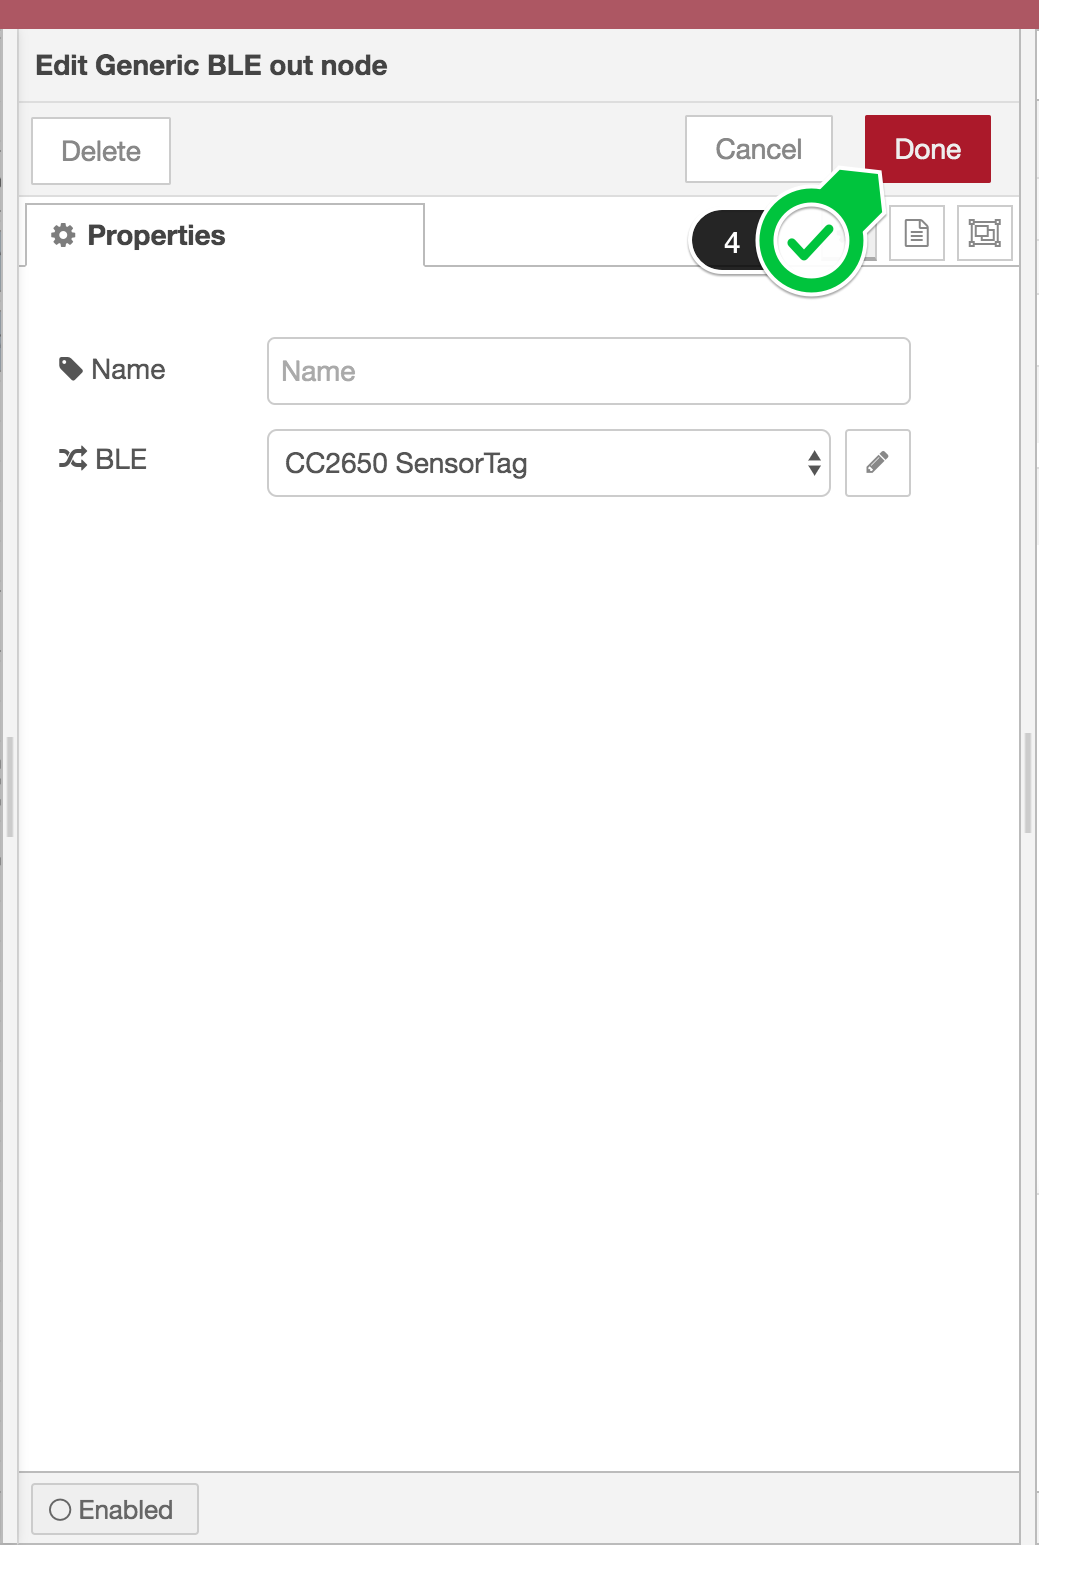 Edit Generic BLE out node
Delete
Cancel
Done
Properties
4
Name
Name
BLE
CC2650 SensorTag
Enabled